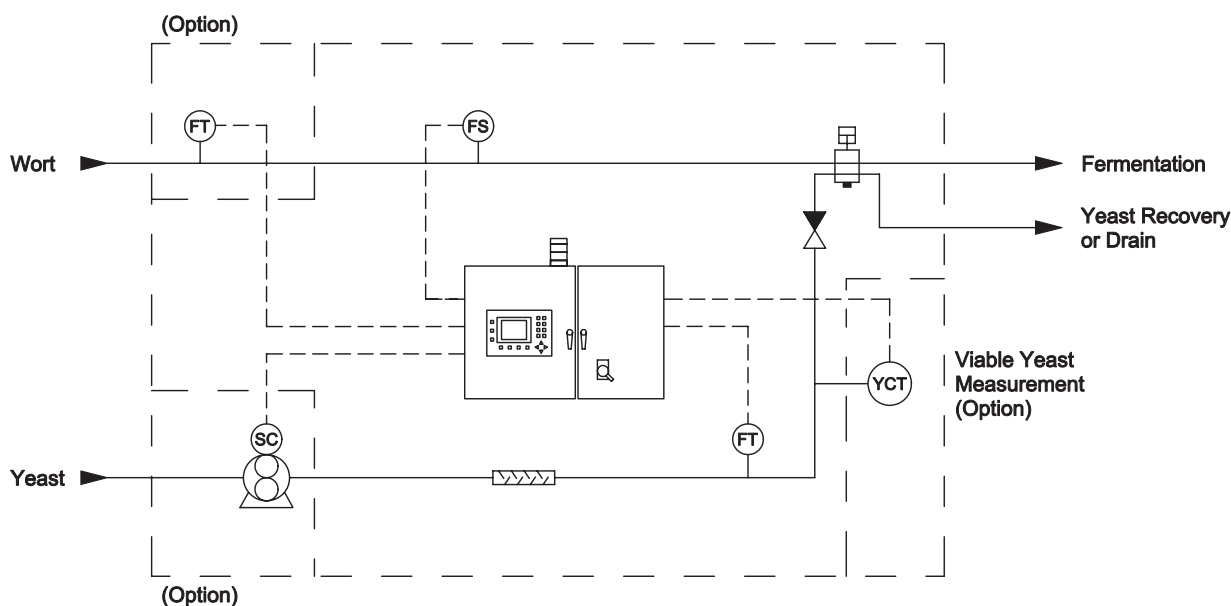 (Option)
FT
FS
Wort
Fermentation
Yeast Recovery
or Drain
Viable Yeast
Measurement
(Option)
YCT
SC
FT
Yeast
(Option)